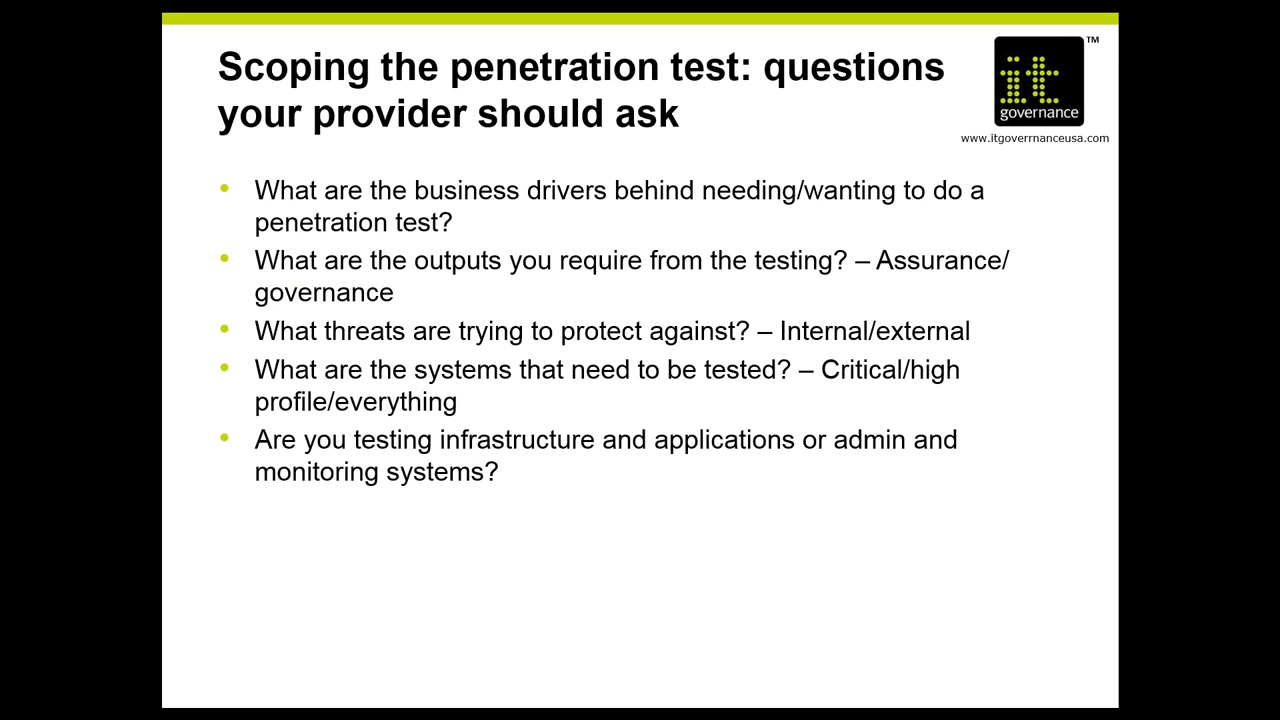 Scoping the penetration test: questions
your provider should ask
it
governance
TM
www.itgoverrnanceusa.com
• What are the business drivers behind needing/wanting to do a
penetration test?
• What are the outputs you require from the testing? – Assurance/
governance
• What threats are trying to protect against? – Internal/external
• What are the systems that need to be tested? – Critical/high
profile/everything
• Are you testing infrastructure and applications or admin and
monitoring systems?